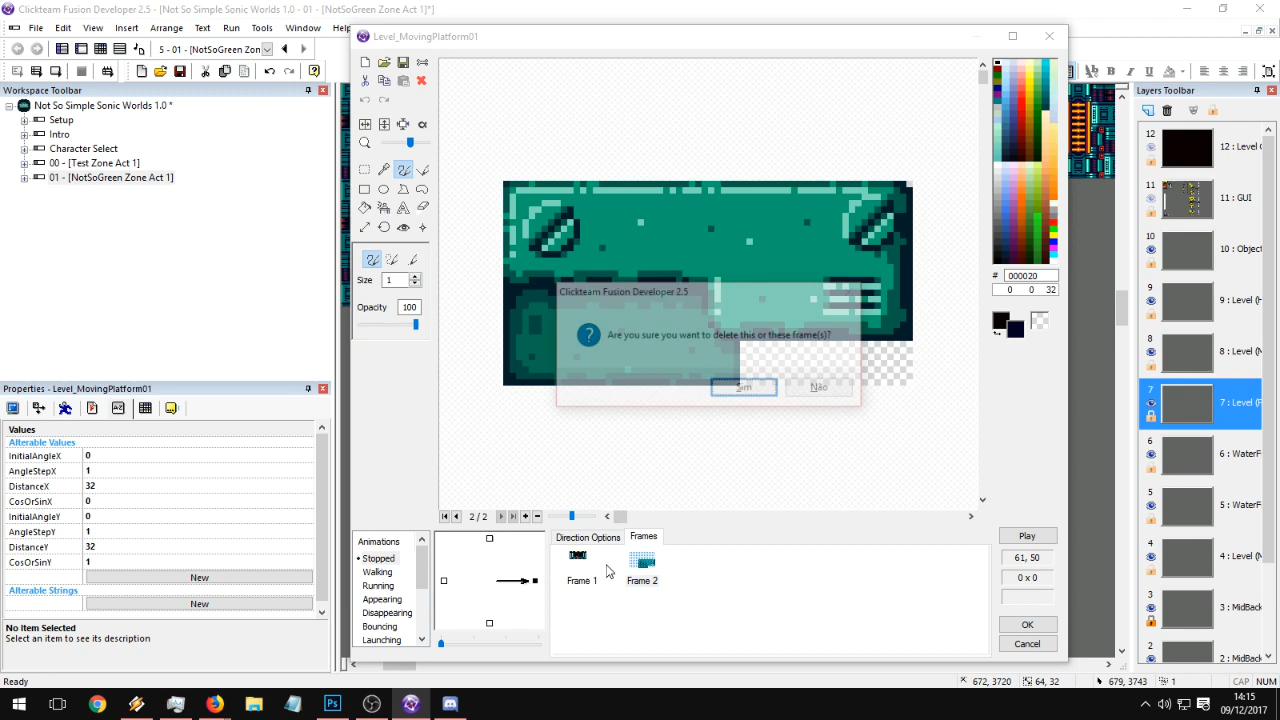 Clickteam Fusion Developer 2.5 - [Not So Simple Sonic Worlds 1.0 - 01 - [NotSoGreen Zone Act 1]*]
File Edit View Insert Arrange Text Run Tools Window
5 - 01 - [NotSoGreen Zon
Workspace Toolbar
Not So Simple Sonic Worlds 1.0 *
Setup
Intro
Character Select
00 - [Test Zone Act 1]
01 - [NotSoGreen Zone Act 1]
Properties - Level_MovingPlatform01
Values
Alterable Values
InitialAngleX 0
AngleStepX 1
DistanceX 32
CosOrSinX 0
InitialAngleY 0
AngleStepY 1
DistanceY 32
CosOrSinY 1
New
Alterable Strings
New
No Item Selected
Select an item to see its description
Ready
Level_MovingPlatform01
Size 1
Opacity 100
# 000020
0 0 32
Clickteam Fusion Developer 2.5
Are you sure you want to delete this or these frame(s)?
Sim Não
2 / 2
Animations
Stopped
Walking
Running
Appearing
Disappearing
Bouncing
Launching
Direction Options Frames
Frame 1 Frame 2
Play
61, 50
0 x 0
OK
Cancel
Layers Toolbar
12 12 : Level
11 11 : GUI
10 10 : Object
9 9 : Level (
8 8 : Level (
7 7 : Level (
6 6 : WaterF
5 5 : WaterF
4 4 : Level (
3 3 : MidBac
2 2 : MidBac
672, 3720 64, 32 679, 3743 1 CAP NUM
B I U
Ps
14:15
09/12/2017